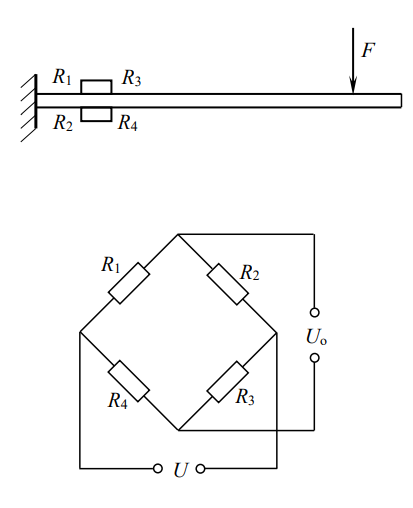 F
R₁ R₃
R₂ R₄
R₁ R₂
Uₒ
R₄ R₃
U